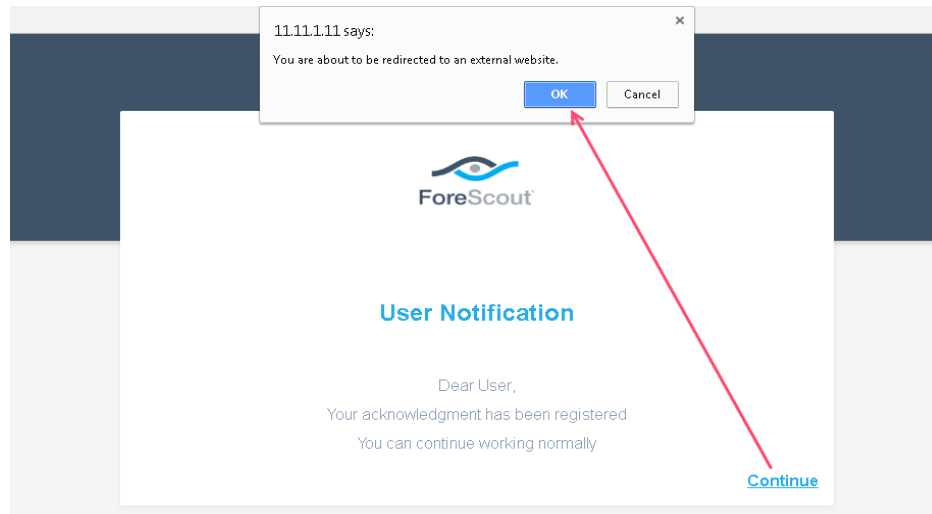 11.11.1.11 says:
×
You are about to be redirected to an external website.
OK
Cancel
ForeScout
User Notification
Dear User,
Your acknowledgment has been registered
You can continue working normally
Continue